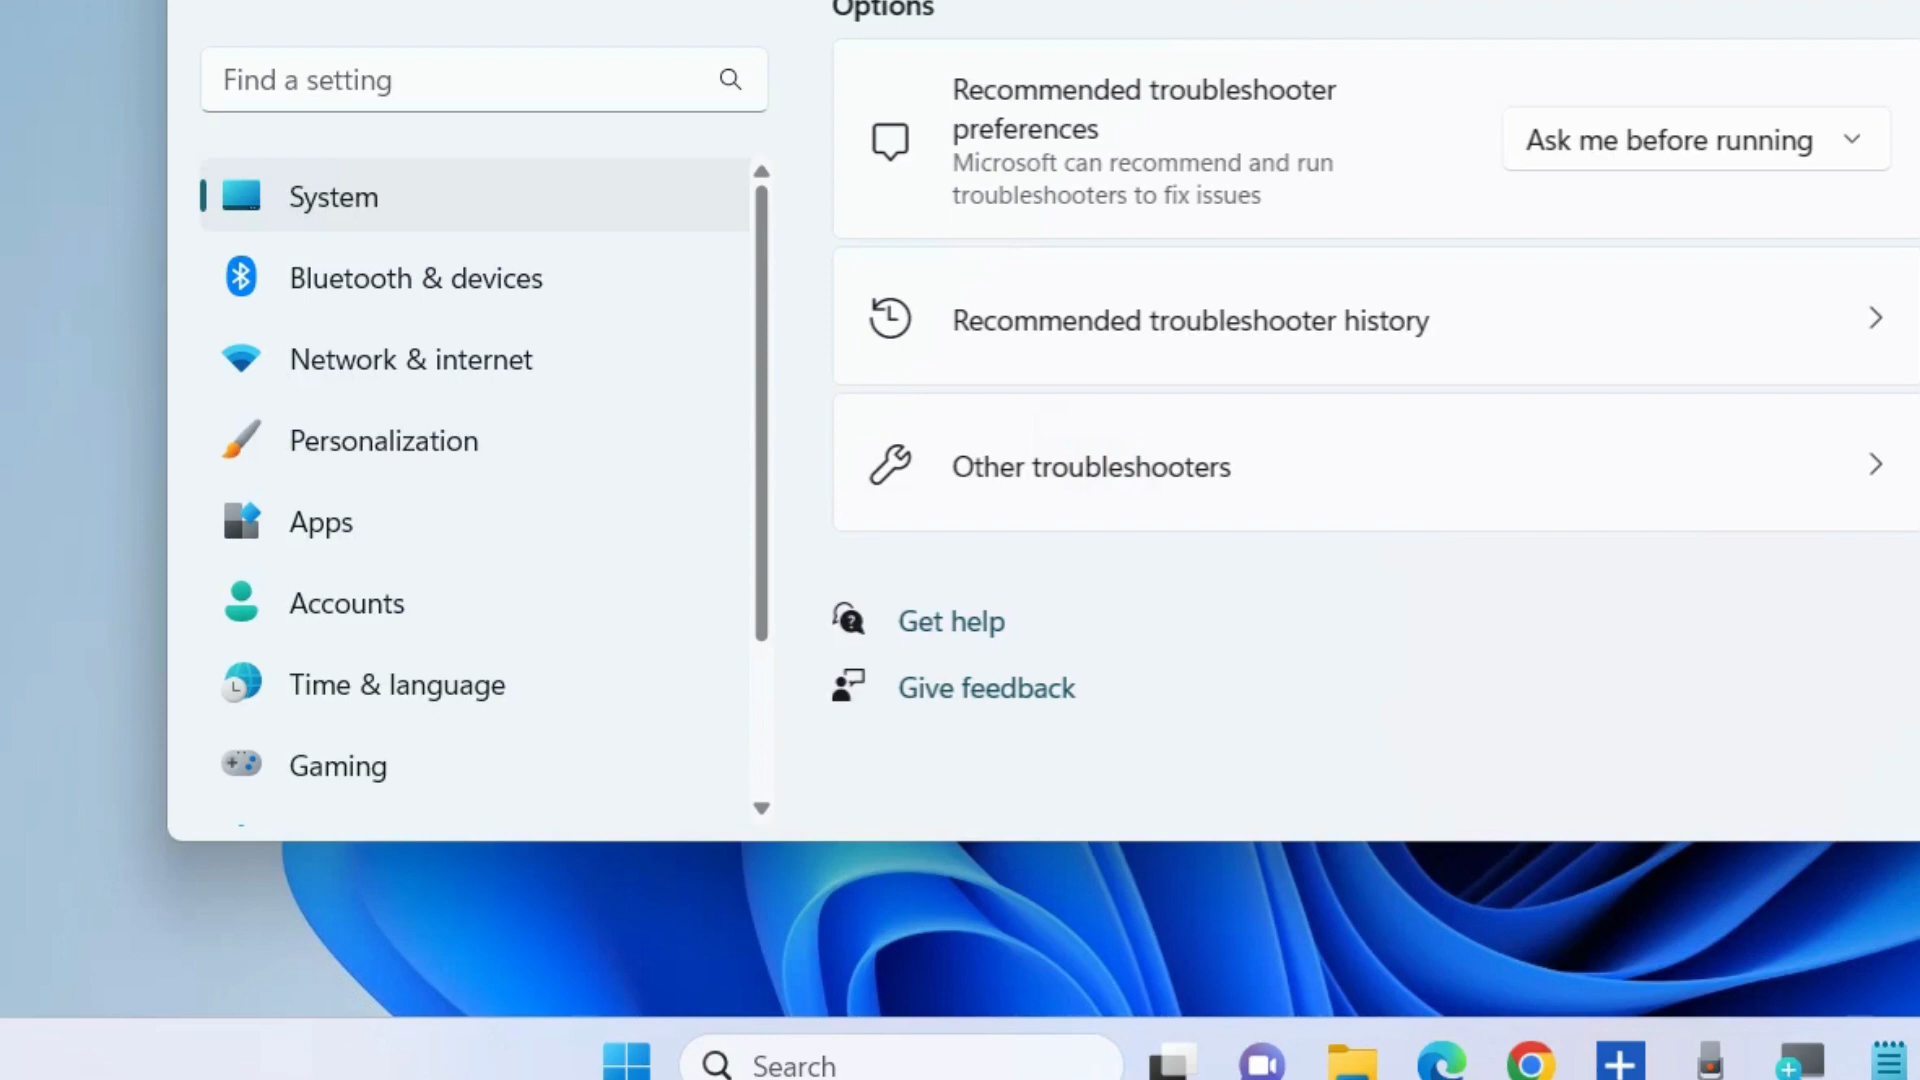 Options
Find a setting
Recommended troubleshooter
preferences
Microsoft can recommend and run
troubleshooters to fix issues
Ask me before running
System
Bluetooth & devices
Recommended troubleshooter history
Network & internet
Personalization
Other troubleshooters
Apps
Accounts
Get help
Time & language
Give feedback
Gaming
Search